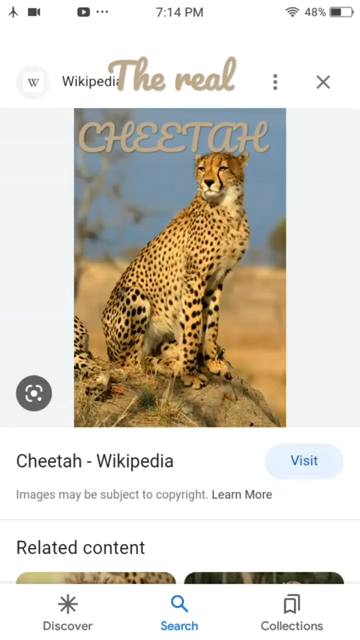 7:14 PM
48%
W
Wikipedia
The real
CHEETAH
Cheetah - Wikipedia
Visit
Images may be subject to copyright. Learn More
Related content
Discover
Search
Collections